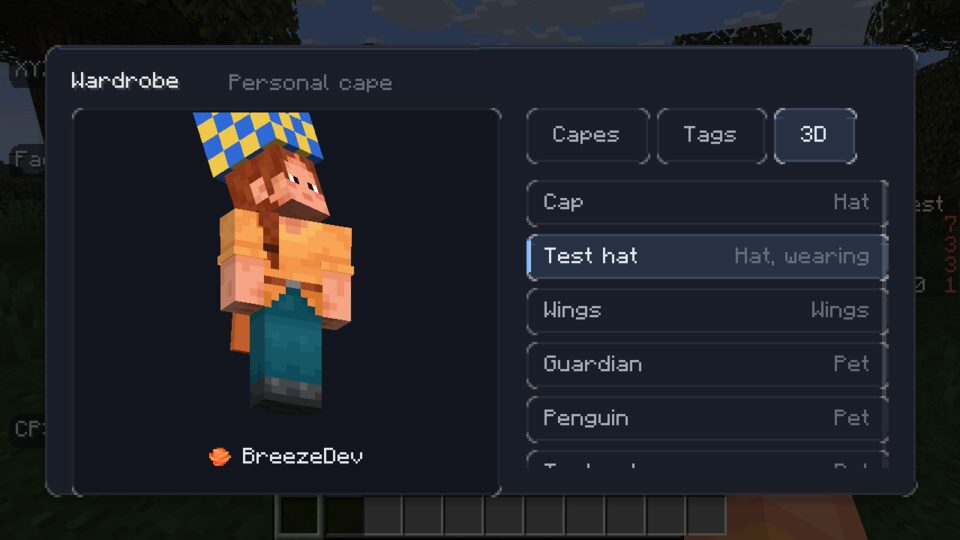 Wardrobe Personal cape
Capes Tags 3D
Cap Hat
Test hat Hat, wearing
Wings Wings
Guardian Pet
Penguin Pet
BreezeDev